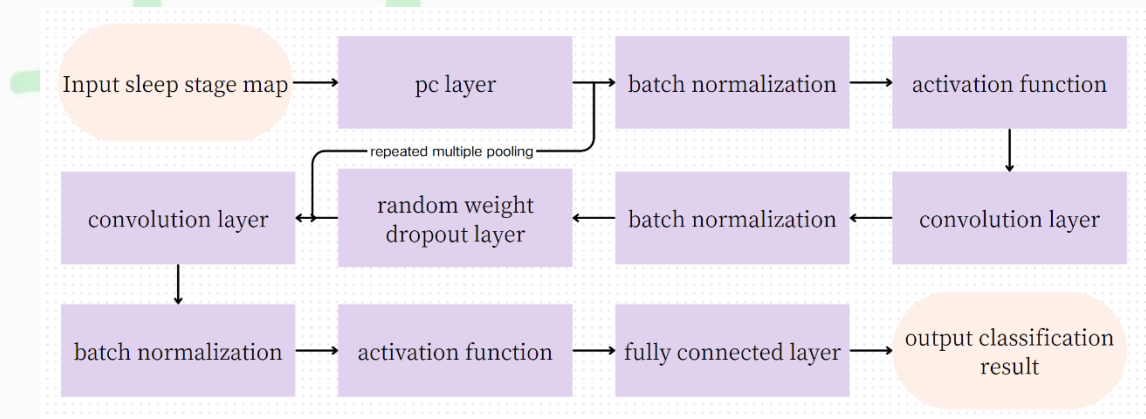 Input sleep stage map
pc layer
batch normalization
activation function
repeated multiple pooling
convolution layer
random weight
dropout layer
batch normalization
convolution layer
batch normalization
activation function
fully connected layer
output classification
result